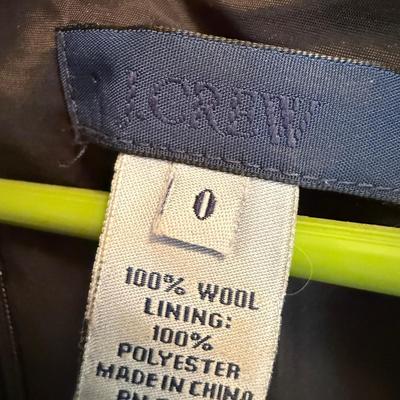 J.CREW
0
100% WOOL
LINING:
100%
POLYESTER
MADE IN CHINA